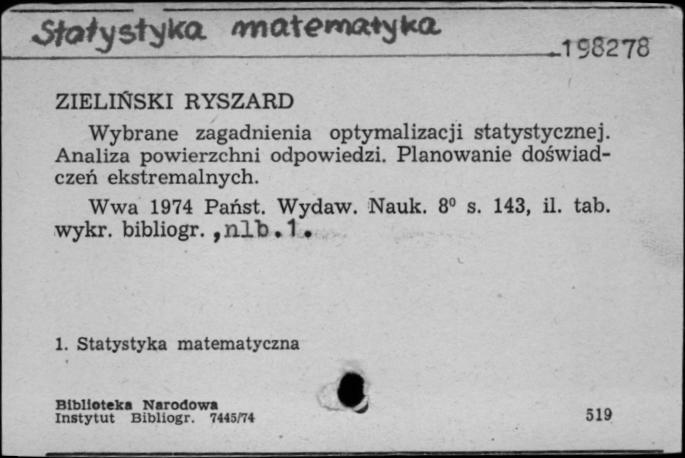 Statystyka matematyka
198278
ZIELIŃSKI RYSZARD
Wybrane zagadnienia optymalizacji statystycznej.
Analiza powierzchni odpowiedzi. Planowanie doświad-
czeń ekstremalnych.
Wwa 1974 Państ. Wydaw. Nauk. 8⁰ s. 143, il. tab.
wykr. bibliogr. ,nlb.1.
1. Statystyka matematyczna
Biblioteka Narodowa
Instytut Bibliogr. 7445/74
519